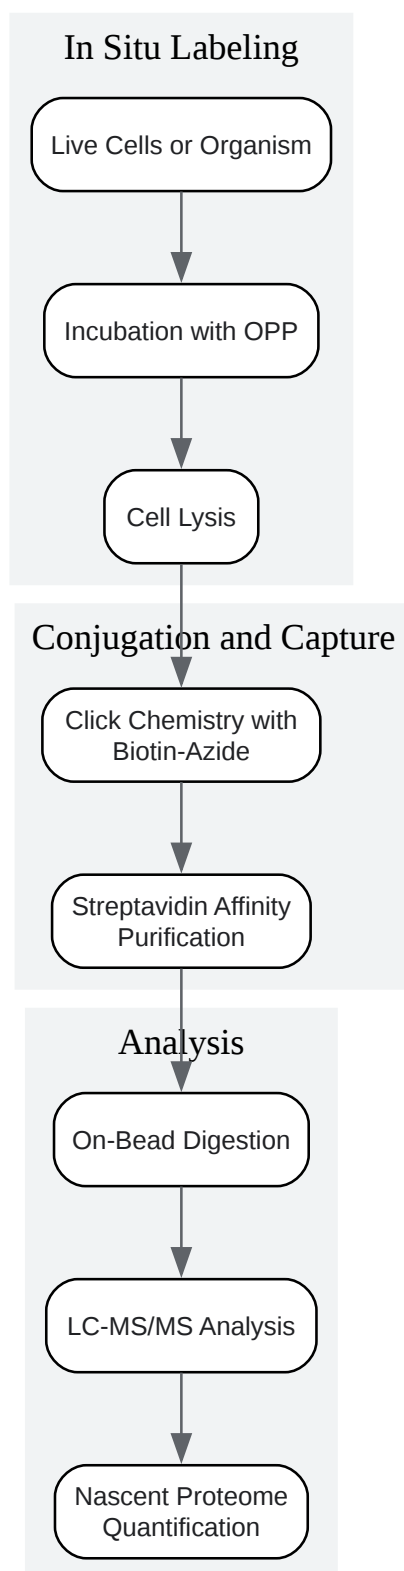 In Situ Labeling
Live Cells or Organism
Incubation with OPP
Cell Lysis
Conjugation and Capture
Click Chemistry with
Biotin-Azide
Streptavidin Affinity
Purification
Analysis
On-Bead Digestion
LC-MS/MS Analysis
Nascent Proteome
Quantification